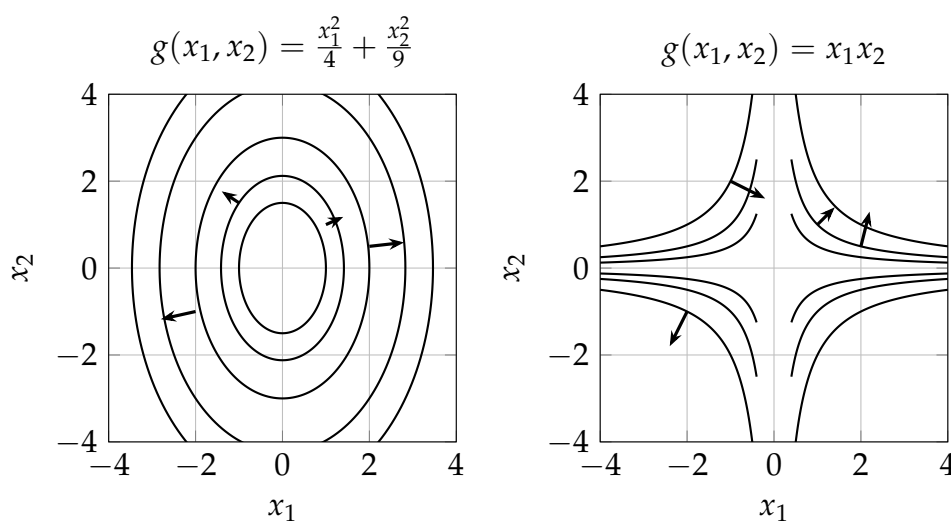 g(x₁, x₂) = x₁²/4 + x₂²/9
4
2
0
−2
−4
−4 −2 0 2 4
x₂
x₁
g(x₁, x₂) = x₁x₂
4
2
0
−2
−4
−4 −2 0 2 4
x₂
x₁